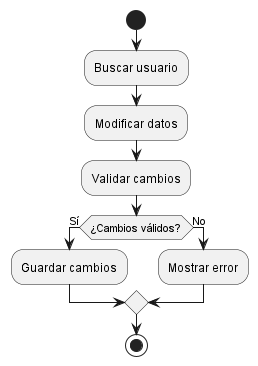 Buscar usuario
Modificar datos
Validar cambios
¿Cambios válidos?
Sí
No
Guardar cambios
Mostrar error